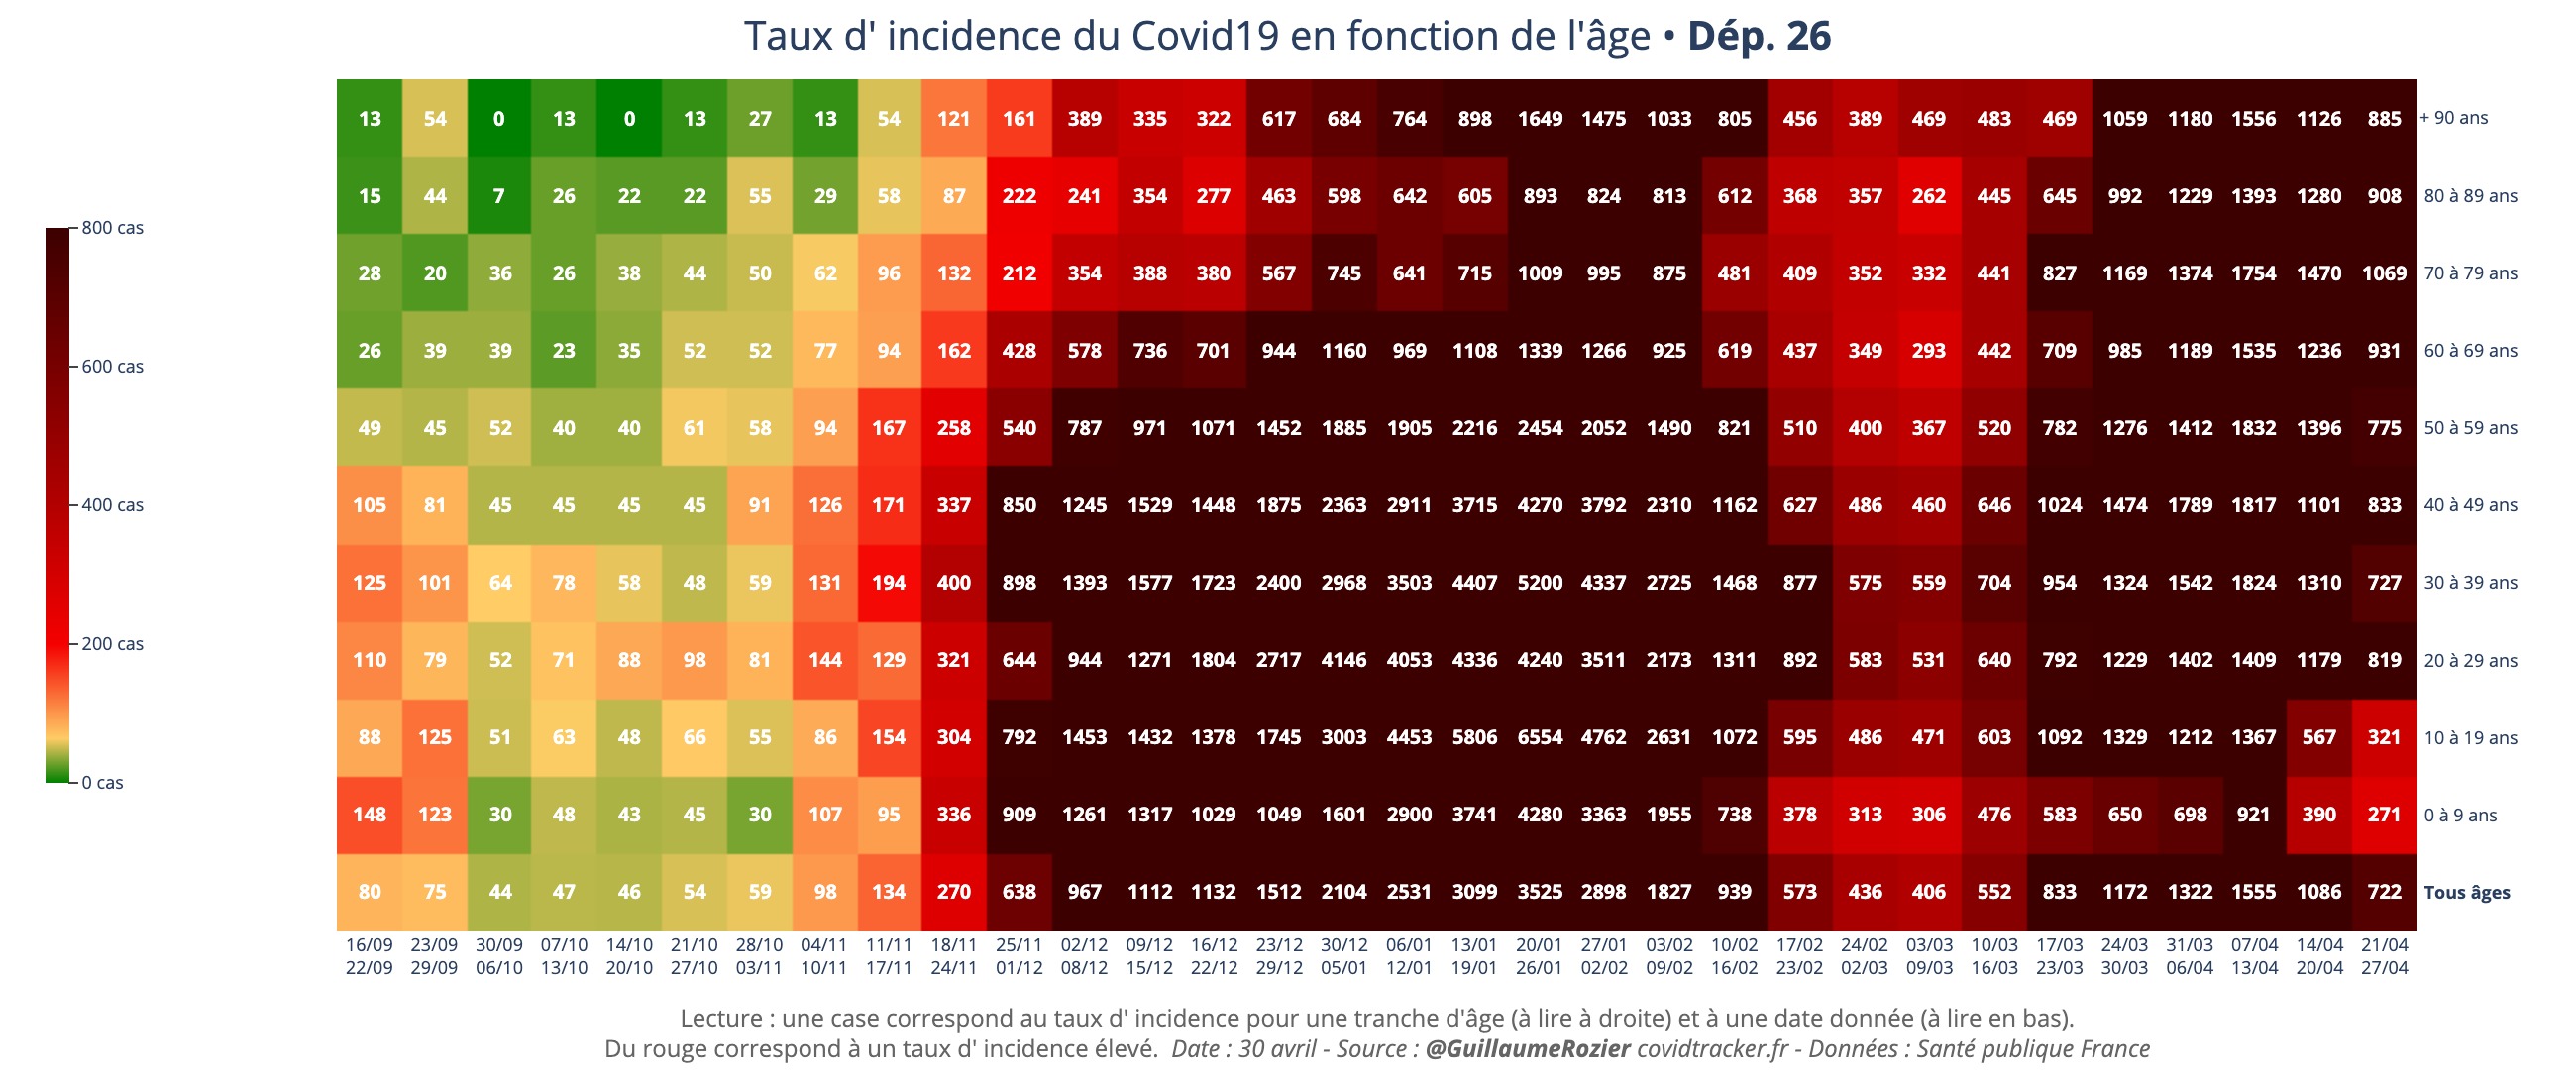 Taux d' incidence du Covid19 en fonction de l'âge • Dép. 26
800 cas
600 cas
400 cas
200 cas
0 cas
13 54 0 13 0 13 27 13 54 121 161 389 335 322 617 684 764 898 1649 1475 1033 805 456 389 469 483 469 1059 1180 1556 1126 885 + 90 ans
15 44 7 26 22 22 55 29 58 87 222 241 354 277 463 598 642 605 893 824 813 612 368 357 262 445 645 992 1229 1393 1280 908 80 à 89 ans
28 20 36 26 38 44 50 62 96 132 212 354 388 380 567 745 641 715 1009 995 875 481 409 352 332 441 827 1169 1374 1754 1470 1069 70 à 79 ans
26 39 39 23 35 52 52 77 94 162 428 578 736 701 944 1160 969 1108 1339 1266 925 619 437 349 293 442 709 985 1189 1535 1236 931 60 à 69 ans
49 45 52 40 40 61 58 94 167 258 540 787 971 1071 1452 1885 1905 2216 2454 2052 1490 821 510 400 367 520 782 1276 1412 1832 1396 775 50 à 59 ans
105 81 45 45 45 45 91 126 171 337 850 1245 1529 1448 1875 2363 2911 3715 4270 3792 2310 1162 627 486 460 646 1024 1474 1789 1817 1101 833 40 à 49 ans
125 101 64 78 58 48 59 131 194 400 898 1393 1577 1723 2400 2968 3503 4407 5200 4337 2725 1468 877 575 559 704 954 1324 1542 1824 1310 727 30 à 39 ans
110 79 52 71 88 98 81 144 129 321 644 944 1271 1804 2717 4146 4053 4336 4240 3511 2173 1311 892 583 531 640 792 1229 1402 1409 1179 819 20 à 29 ans
88 125 51 63 48 66 55 86 154 304 792 1453 1432 1378 1745 3003 4453 5806 6554 4762 2631 1072 595 486 471 603 1092 1329 1212 1367 567 321 10 à 19 ans
148 123 30 48 43 45 30 107 95 336 909 1261 1317 1029 1049 1601 2900 3741 4280 3363 1955 738 378 313 306 476 583 650 698 921 390 271 0 à 9 ans
80 75 44 47 46 54 59 98 134 270 638 967 1112 1132 1512 2104 2531 3099 3525 2898 1827 939 573 436 406 552 833 1172 1322 1555 1086 722 Tous âges
16/09 23/09 30/09 07/10 14/10 21/10 28/10 04/11 11/11 18/11 25/11 02/12 09/12 16/12 23/12 30/12 06/01 13/01 20/01 27/01 03/02 10/02 17/02 24/02 03/03 10/03 17/03 24/03 31/03 07/04 14/04 21/04
22/09 29/09 06/10 13/10 20/10 27/10 03/11 10/11 17/11 24/11 01/12 08/12 15/12 22/12 29/12 05/01 12/01 19/01 26/01 02/02 09/02 16/02 23/02 02/03 09/03 16/03 23/03 30/03 06/04 13/04 20/04 27/04
Lecture : une case correspond au taux d' incidence pour une tranche d'âge (à lire à droite) et à une date donnée (à lire en bas).
Du rouge correspond à un taux d' incidence élevé. Date : 30 avril - Source : @GuillaumeRozier covidtracker.fr - Données : Santé publique France